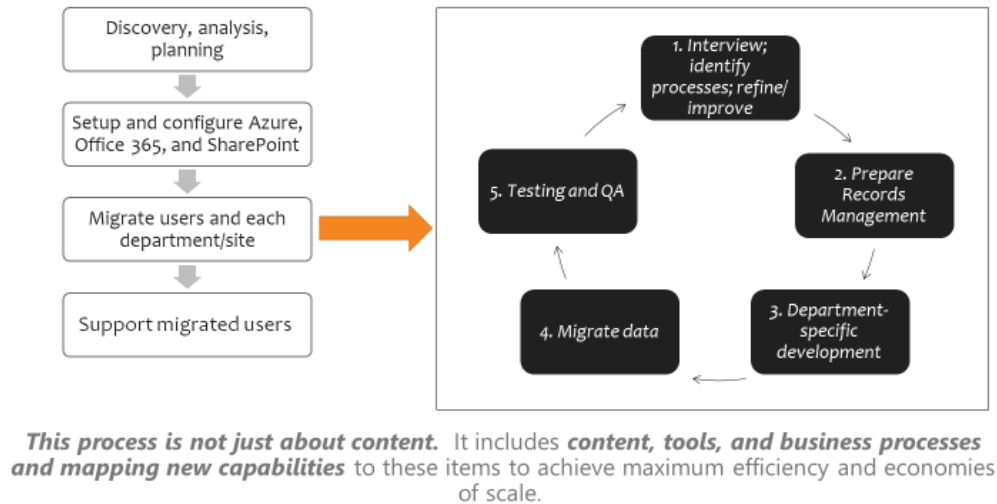 Discovery, analysis,
planning
Setup and configure Azure,
Office 365, and SharePoint
Migrate users and each
department/site
Support migrated users
1. Interview;
identify
processes; refine/
improve
2. Prepare
Records
Management
3. Department-
specific
development
4. Migrate data
5. Testing and QA
This process is not just about content. It includes content, tools, and business processes
and mapping new capabilities to these items to achieve maximum efficiency and economies
of scale.